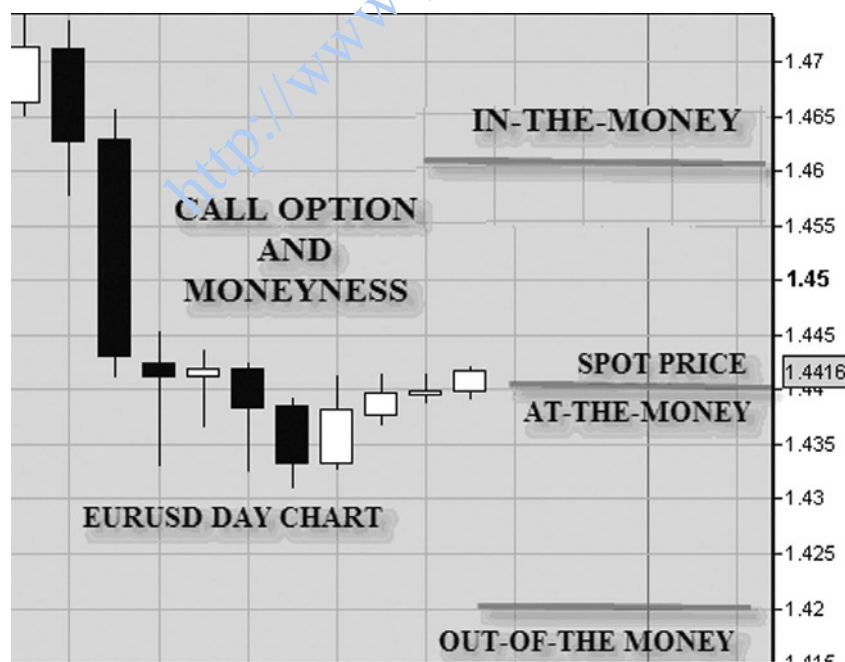 http://www.
1.47
IN-THE-MONEY
1.465
1.46
CALL OPTION
AND
MONEYNESS
1.455
1.45
1.445
SPOT PRICE
1.4416
AT-THE-MONEY
1.435
EURUSD DAY CHART
1.43
1.425
1.42
OUT-OF-THE MONEY